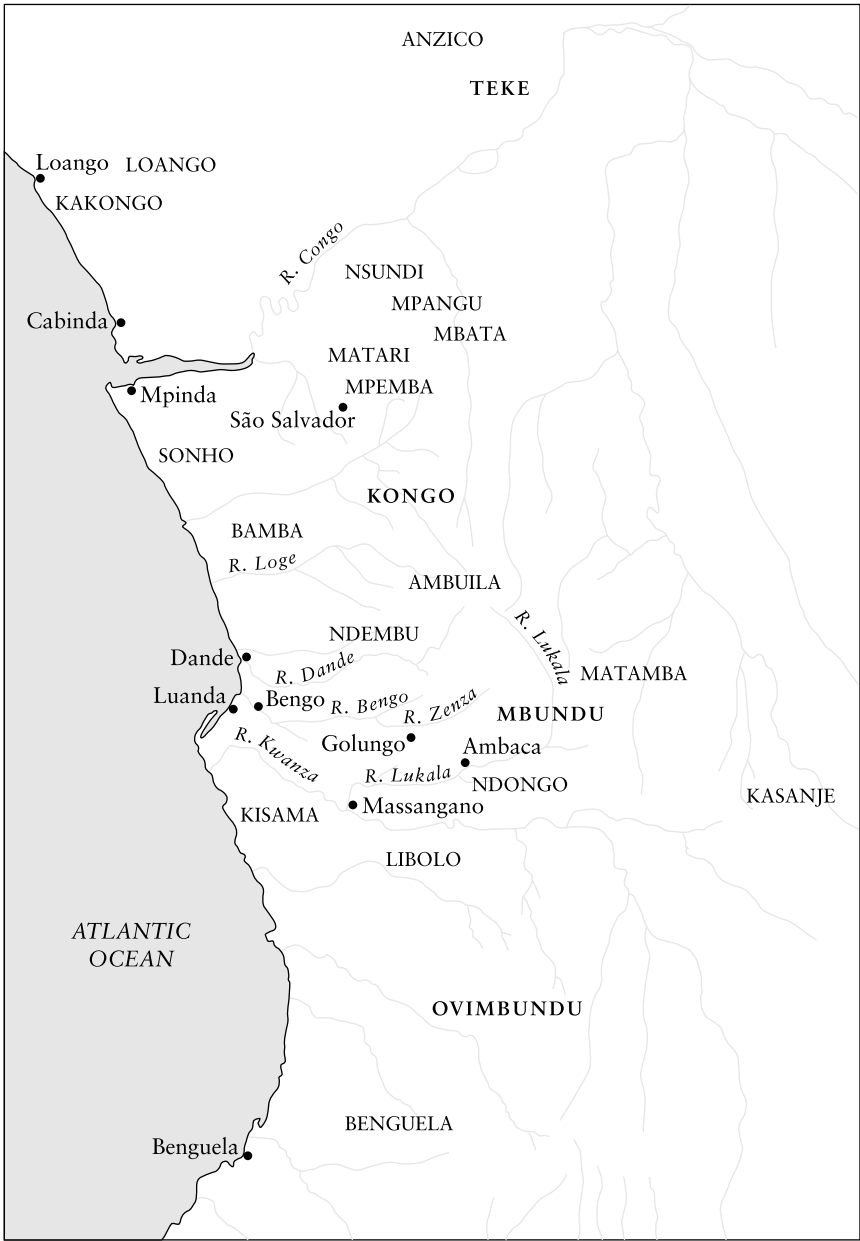 ANZICO
TEKE
Loango
LOANGO
KAKONGO
R. Congo
NSUNDI
MPANGU
Cabinda
MBATA
MATARI
Mpinda
MPEMBA
São Salvador
SONHO
KONGO
BAMBA
R. Loge
AMBUILA
NDEMBU
R. Lukala
Dande
R. Dande
MATAMBA
Luanda
Bengo
R. Bengo
R. Zenza
MBUNDU
R. Kwanza
Golungo
Ambaca
R. Lukala
NDONGO
KASANJE
KISAMA
Massangano
LIBOLO
ATLANTIC
OCEAN
OVIMBUNDU
BENGUELA
Benguela